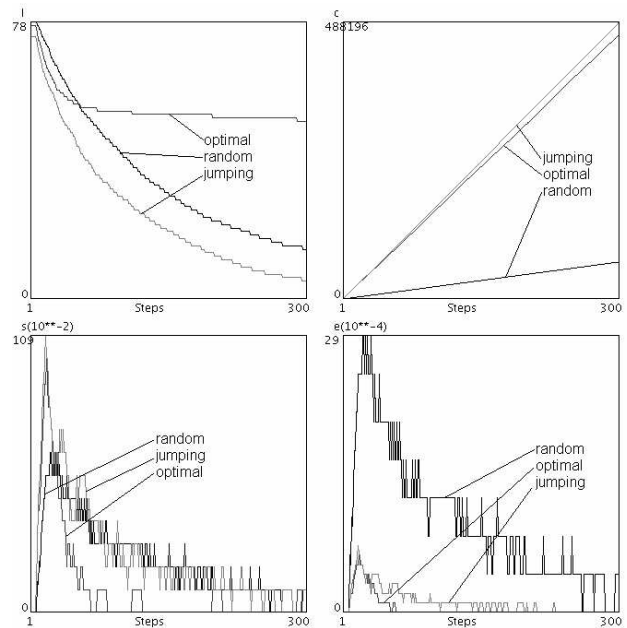 l
78
optimal
random
jumping
0
1
Steps
300
c
488196
jumping
optimal
random
0
1
Steps
300
s(10**-2)
109
random
jumping
optimal
0
1
Steps
300
e(10**-4)
29
random
optimal
jumping
0
1
Steps
300